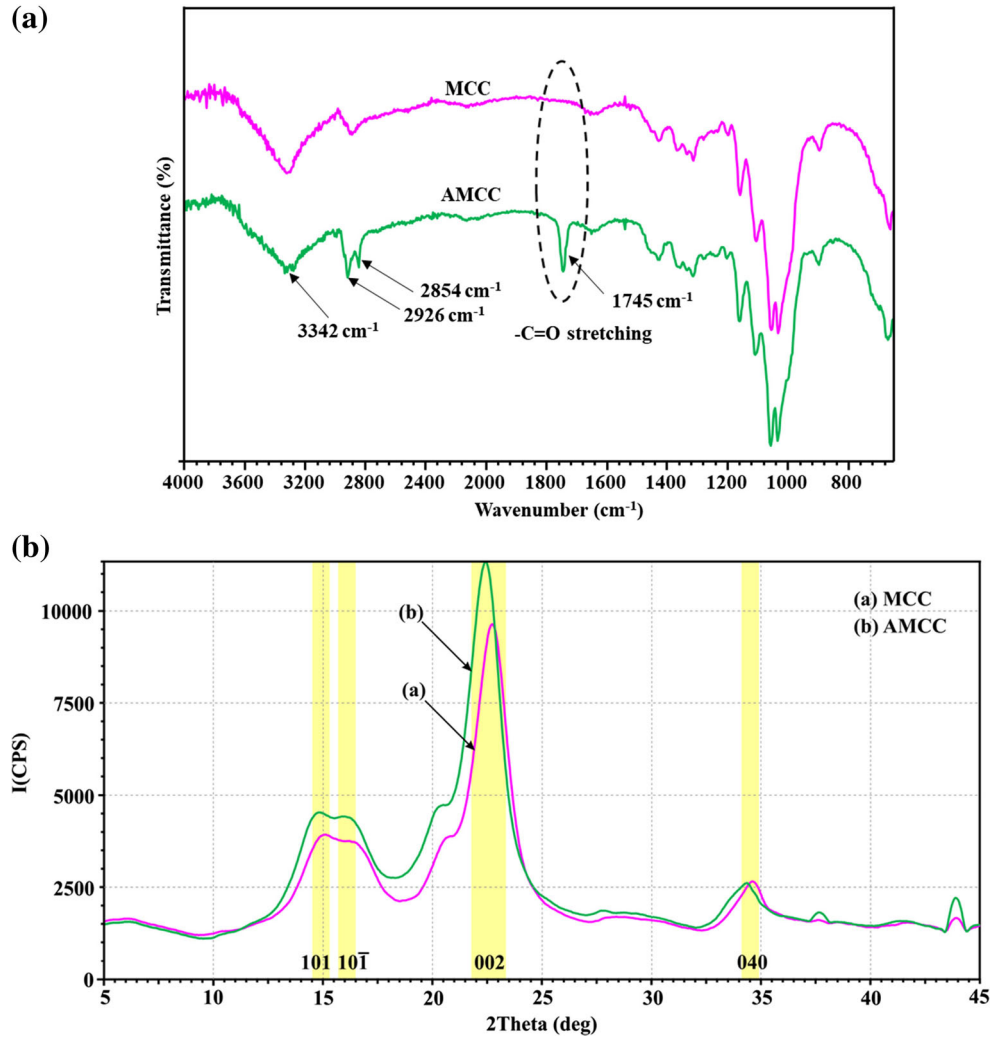 (a)
MCC
AMCC
2854 cm⁻¹
2926 cm⁻¹
3342 cm⁻¹
1745 cm⁻¹
-C=O stretching
Transmittance (%)
4000 3600 3200 2800 2400 2000 1600 1400 1200 1000 800
Wavenumber (cm⁻¹)
(b)
(a) MCC
(b) AMCC
(b)
(a)
I(CPS)
10000
7500
5000
2500
0
101 101̅ 002 040
5 10 15 20 25 30 35 40 45
2Theta (deg)